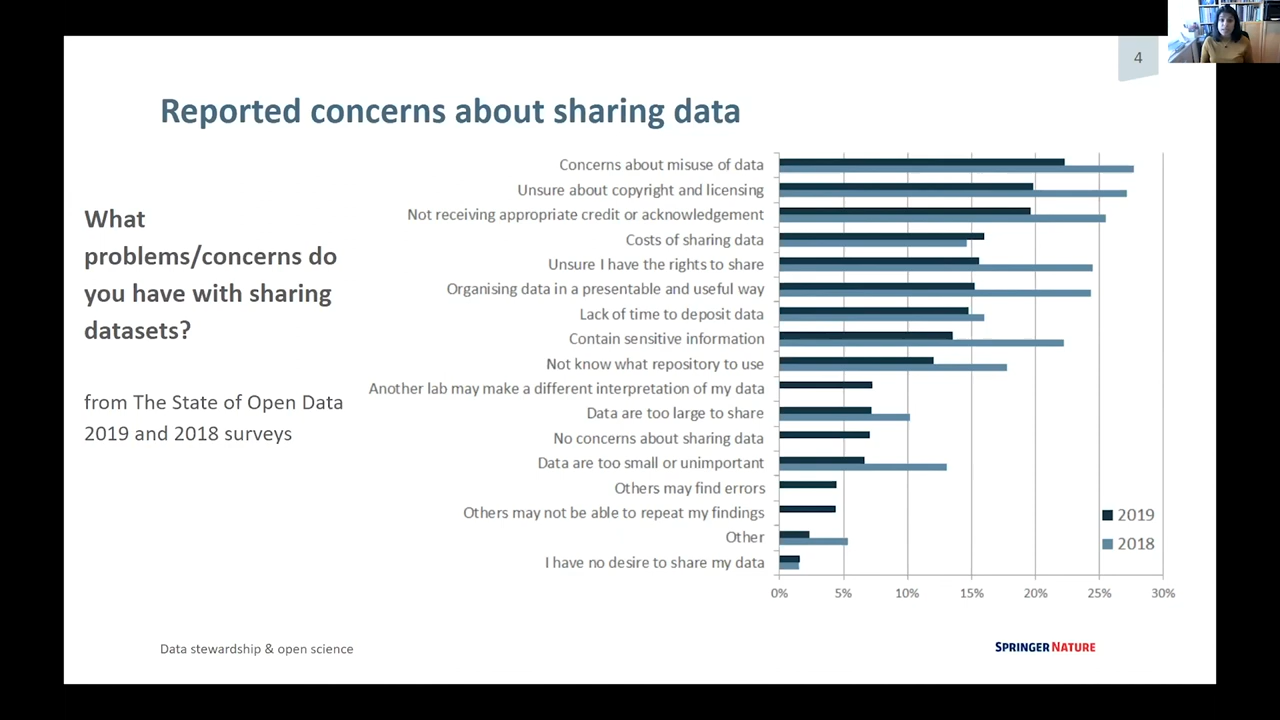 4
Reported concerns about sharing data
What
problems/concerns do
you have with sharing
datasets?
from The State of Open Data
2019 and 2018 surveys
Concerns about misuse of data
Unsure about copyright and licensing
Not receiving appropriate credit or acknowledgement
Costs of sharing data
Unsure I have the rights to share
Organising data in a presentable and useful way
Lack of time to deposit data
Contain sensitive information
Not know what repository to use
Another lab may make a different interpretation of my data
Data are too large to share
No concerns about sharing data
Data are too small or unimportant
Others may find errors
Others may not be able to repeat my findings
Other
I have no desire to share my data
0% 5% 10% 15% 20% 25% 30%
2019
2018
Data stewardship & open science
SPRINGER NATURE